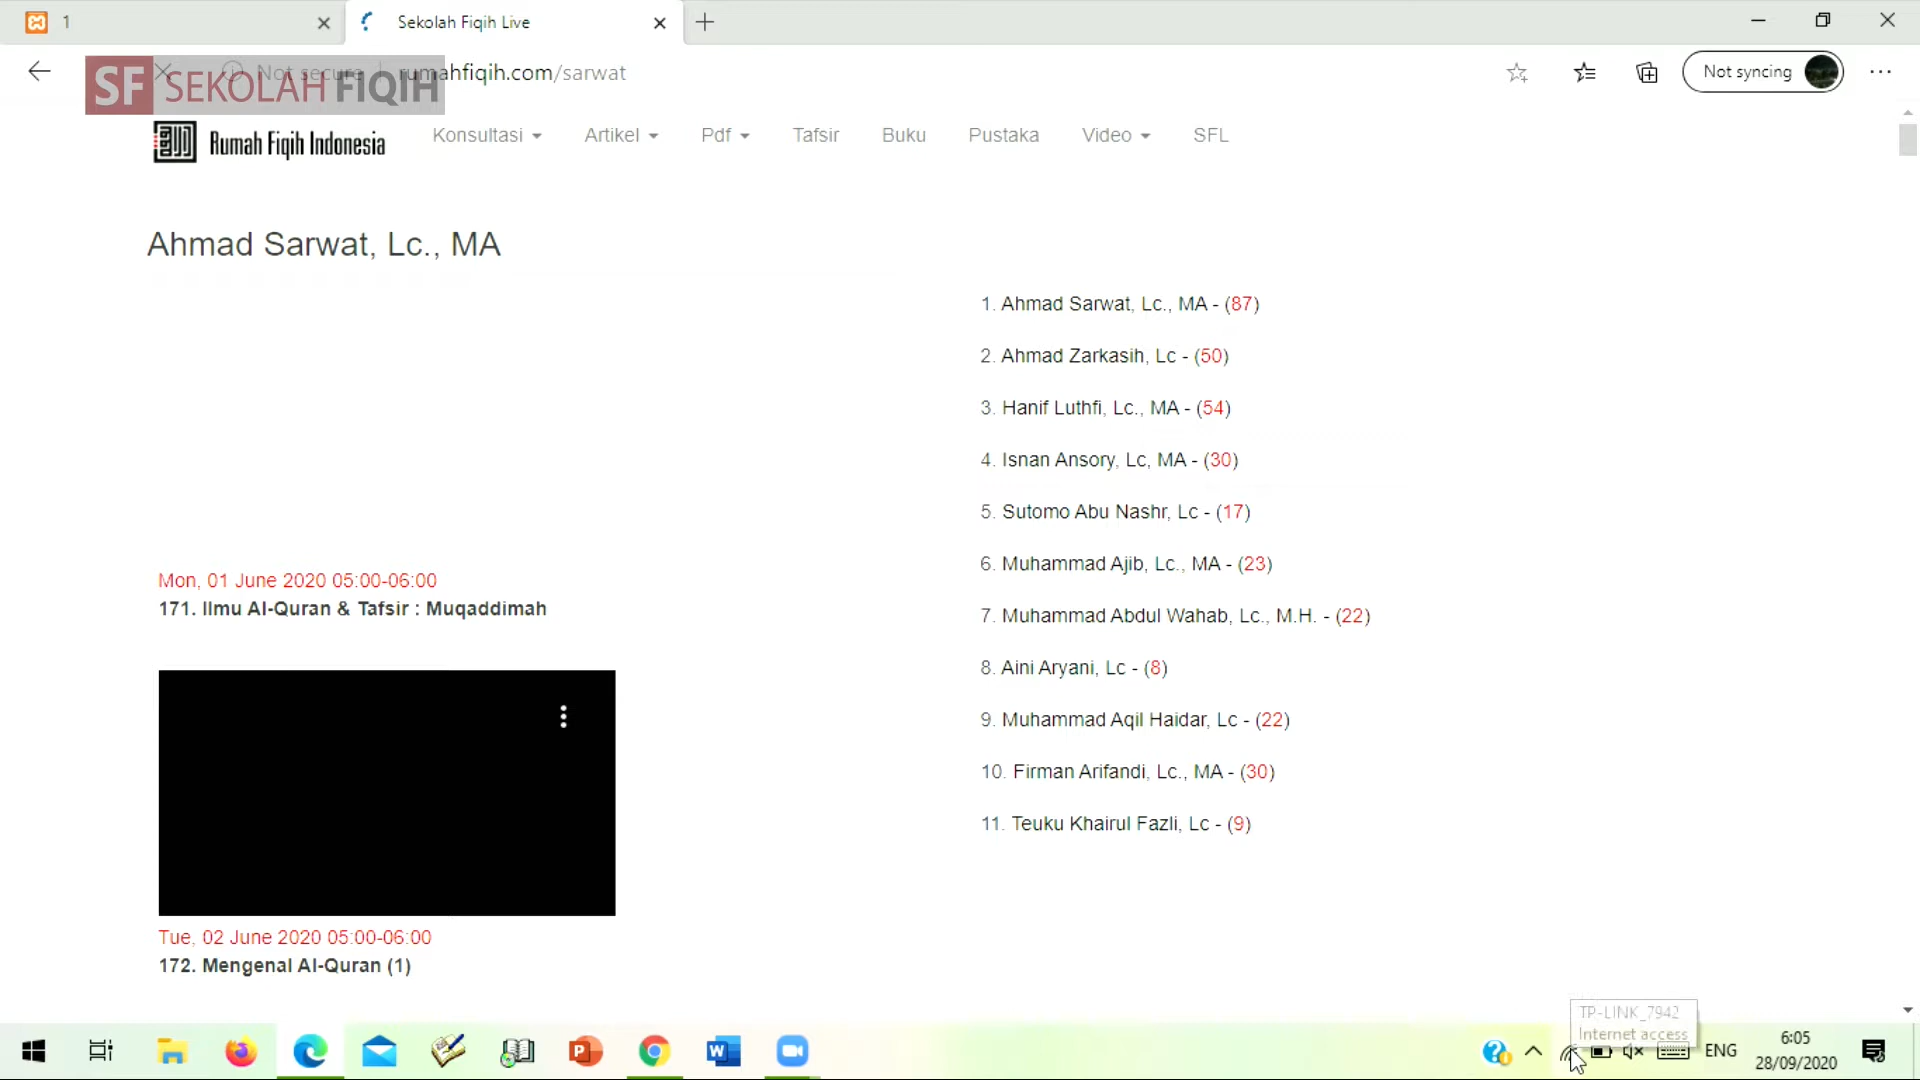 1
Sekolah Fiqih Live
Not secure
rumahfiqih.com/sarwat
Not syncing
SF SEKOLAH FIQIH
Rumah Fiqih Indonesia
Konsultasi
Artikel
Pdf
Tafsir
Buku
Pustaka
Video
SFL
Ahmad Sarwat, Lc., MA
Mon, 01 June 2020 05:00-06:00
171. Ilmu Al-Quran & Tafsir : Muqaddimah
Tue, 02 June 2020 05:00-06:00
172. Mengenal Al-Quran (1)
1. Ahmad Sarwat, Lc., MA - (87)
2. Ahmad Zarkasih, Lc - (50)
3. Hanif Luthfi, Lc., MA - (54)
4. Isnan Ansory, Lc, MA - (30)
5. Sutomo Abu Nashr, Lc - (17)
6. Muhammad Ajib, Lc., MA - (23)
7. Muhammad Abdul Wahab, Lc., M.H. - (22)
8. Aini Aryani, Lc - (8)
9. Muhammad Aqil Haidar, Lc - (22)
10. Firman Arifandi, Lc., MA - (30)
11. Teuku Khairul Fazli, Lc - (9)
TP-LINK_7942
Internet access
ENG
6:05
28/09/2020